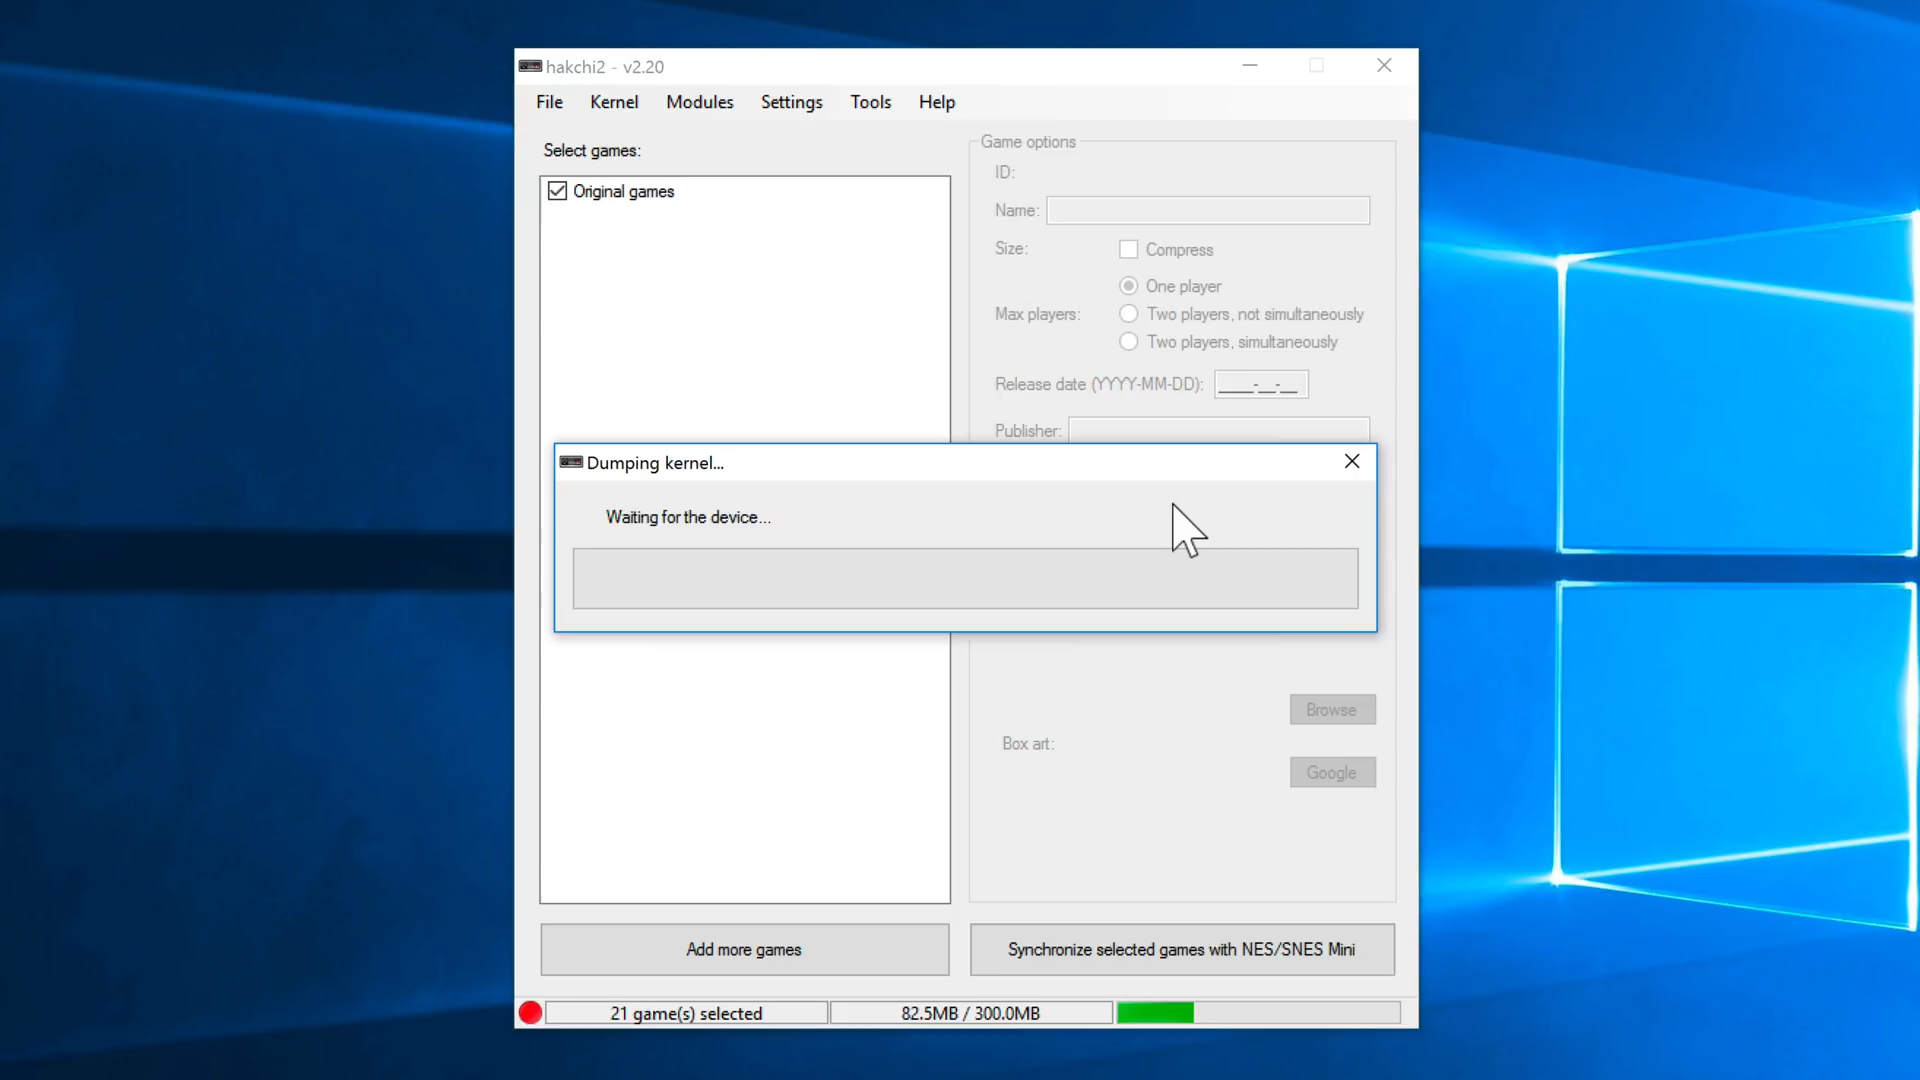 hakchi2 - v2.20
File Kernel Modules Settings Tools Help
Select games:
Original games
Game options
ID:
Name:
Size:
Compress
One player
Max players:
Two players, not simultaneously
Two players, simultaneously
Release date (YYYY-MM-DD):
____-__-__
Publisher:
Dumping kernel...
Waiting for the device...
Browse
Box art:
Google
Add more games
Synchronize selected games with NES/SNES Mini
21 game(s) selected
82.5MB / 300.0MB